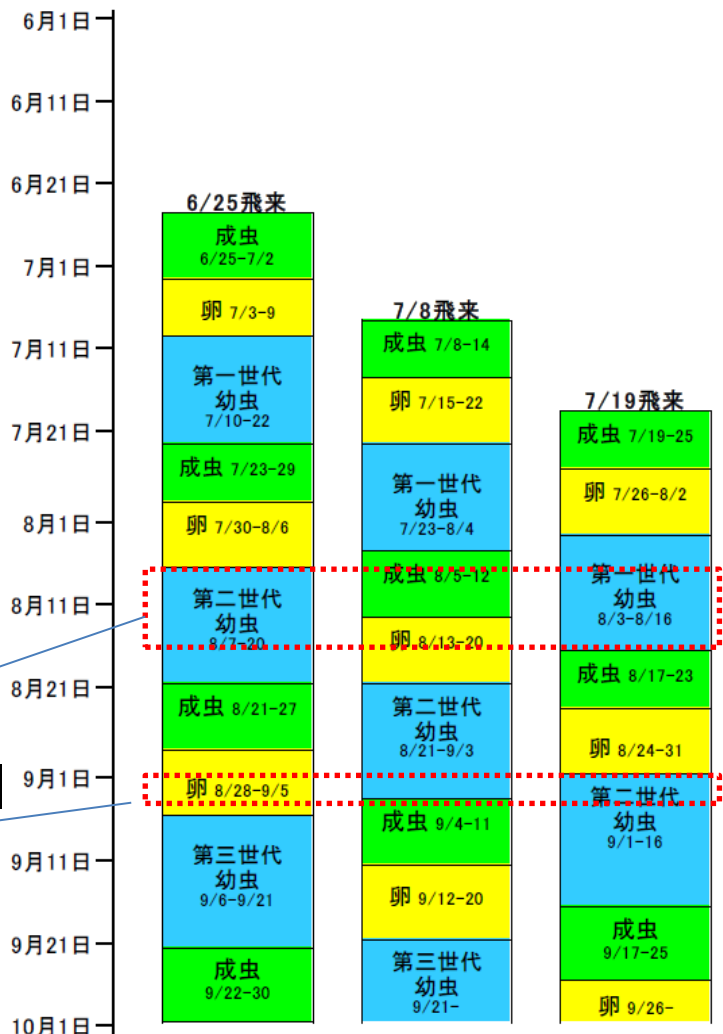 6月1日
6月11日
6月21日
7月1日
7月11日
7月21日
8月1日
8月11日
8月21日
9月1日
9月11日
9月21日
10月1日
6/25飛来
成虫
6/25-7/2
卵 7/3-9
第一世代
幼虫
7/10-22
成虫 7/23-29
卵 7/30-8/6
第二世代
幼虫
8/7-20
成虫 8/21-27
卵 8/28-9/5
第三世代
幼虫
9/6-9/21
成虫
9/22-30
7/8飛来
成虫 7/8-14
卵 7/15-22
第一世代
幼虫
7/23-8/4
成虫 8/5-12
卵 8/13-20
第二世代
幼虫
8/21-9/3
成虫 9/4-11
卵 9/12-20
第三世代
幼虫
9/21-
7/19飛来
成虫 7/19-25
卵 7/26-8/2
第一世代
幼虫
8/3-8/16
成虫 8/17-23
卵 8/24-31
第二世代
幼虫
9/1-16
成虫
9/17-25
卵 9/26-